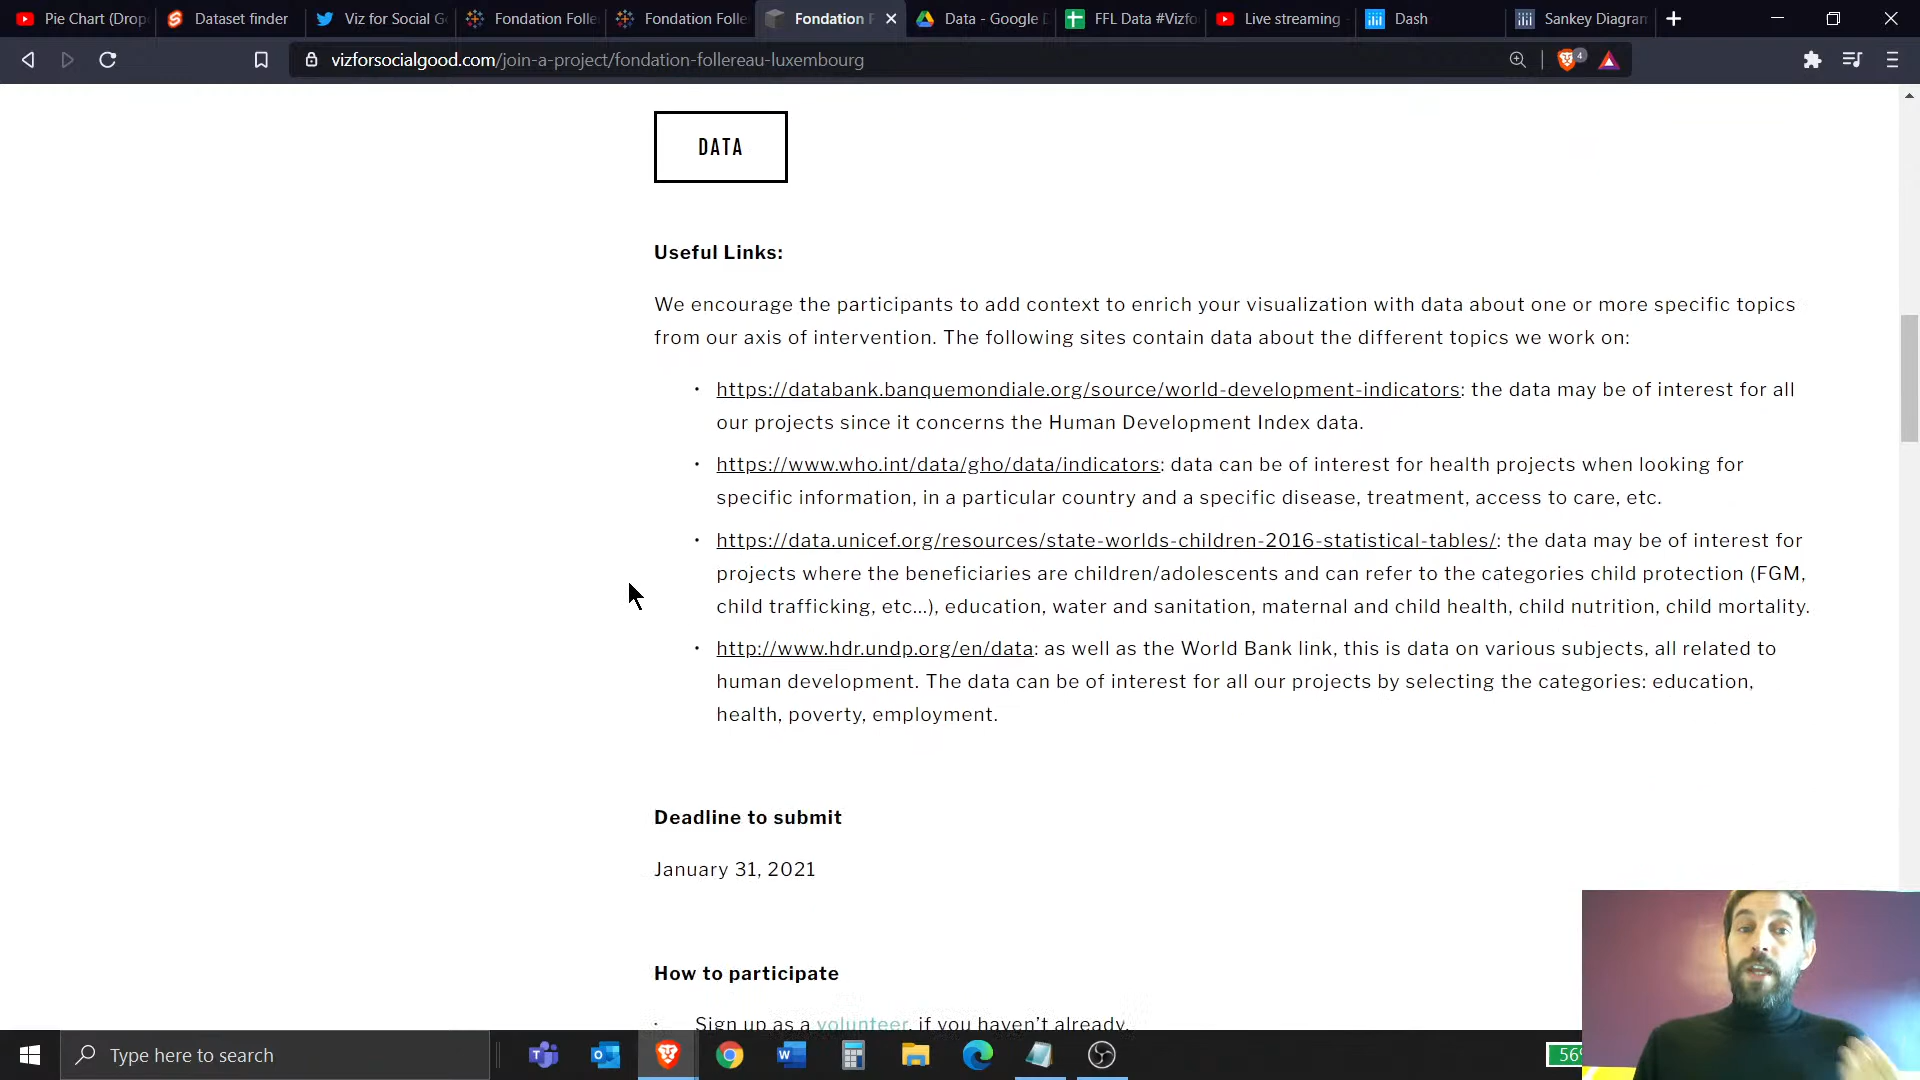 Pie Chart (Drop
Dataset finder
Viz for Social G
Fondation Folle
Fondation Folle
Fondation F
Data - Google D
FFL Data #Vizfo
Live streaming
Dash
Sankey Diagram
vizforsocialgood.com/join-a-project/fondation-follereau-luxembourg
4
DATA
Useful Links:
We encourage the participants to add context to enrich your visualization with data about one or more specific topics
from our axis of intervention. The following sites contain data about the different topics we work on:
• https://databank.banquemondiale.org/source/world-development-indicators: the data may be of interest for all
our projects since it concerns the Human Development Index data.
• https://www.who.int/data/gho/data/indicators: data can be of interest for health projects when looking for
specific information, in a particular country and a specific disease, treatment, access to care, etc.
• https://data.unicef.org/resources/state-worlds-children-2016-statistical-tables/: the data may be of interest for
projects where the beneficiaries are children/adolescents and can refer to the categories child protection (FGM,
child trafficking, etc...), education, water and sanitation, maternal and child health, child nutrition, child mortality.
• http://www.hdr.undp.org/en/data: as well as the World Bank link, this is data on various subjects, all related to
human development. The data can be of interest for all our projects by selecting the categories: education,
health, poverty, employment.
Deadline to submit
January 31, 2021
How to participate
· Sign up as a volunteer, if you haven't already.
Type here to search
56%